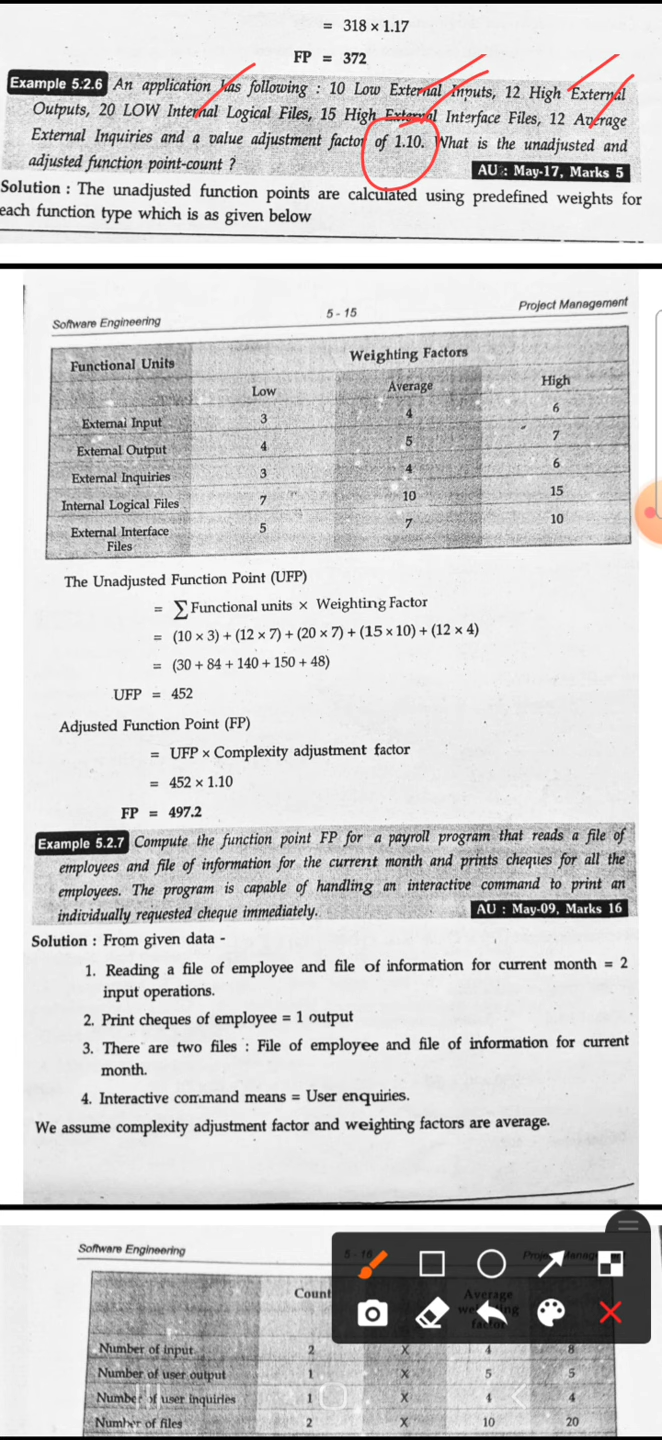 = 318 × 1.17
FP = 372
Example 5.2.6 An application has following : 10 Low External Inputs, 12 High External
Outputs, 20 LOW Internal Logical Files, 15 High External Interface Files, 12 Average
External Inquiries and a value adjustment factor of 1.10. What is the unadjusted and
adjusted function point-count ?
AU : May-17, Marks 5
Solution : The unadjusted function points are calculated using predefined weights for
each function type which is as given below
Software Engineering 5 - 15 Project Management
Functional Units Weighting Factors
Low Average High
External Input 3 4 6
External Output 4 5 7
External Inquiries 3 4 6
Internal Logical Files 7 10 15
External Interface 5 7 10
Files
The Unadjusted Function Point (UFP)
= ∑ Functional units × Weighting Factor
= (10 × 3) + (12 × 7) + (20 × 7) + (15 × 10) + (12 × 4)
= (30 + 84 + 140 + 150 + 48)
UFP = 452
Adjusted Function Point (FP)
= UFP × Complexity adjustment factor
= 452 × 1.10
FP = 497.2
Example 5.2.7 Compute the function point FP for a payroll program that reads a file of
employees and file of information for the current month and prints cheques for all the
employees. The program is capable of handling an interactive command to print an
individually requested cheque immediately.
AU : May-09, Marks 16
Solution : From given data -
1. Reading a file of employee and file of information for current month = 2
input operations.
2. Print cheques of employee = 1 output
3. There are two files : File of employee and file of information for current
month.
4. Interactive command means = User enquiries.
We assume complexity adjustment factor and weighting factors are average.
Software Engineering 5 - 16
Count Average
Number of input 2 X 4 8
Number of user output 1 X 5 5
Number of user inquiries 1 X 4 4
Number of files 2 X 10 20